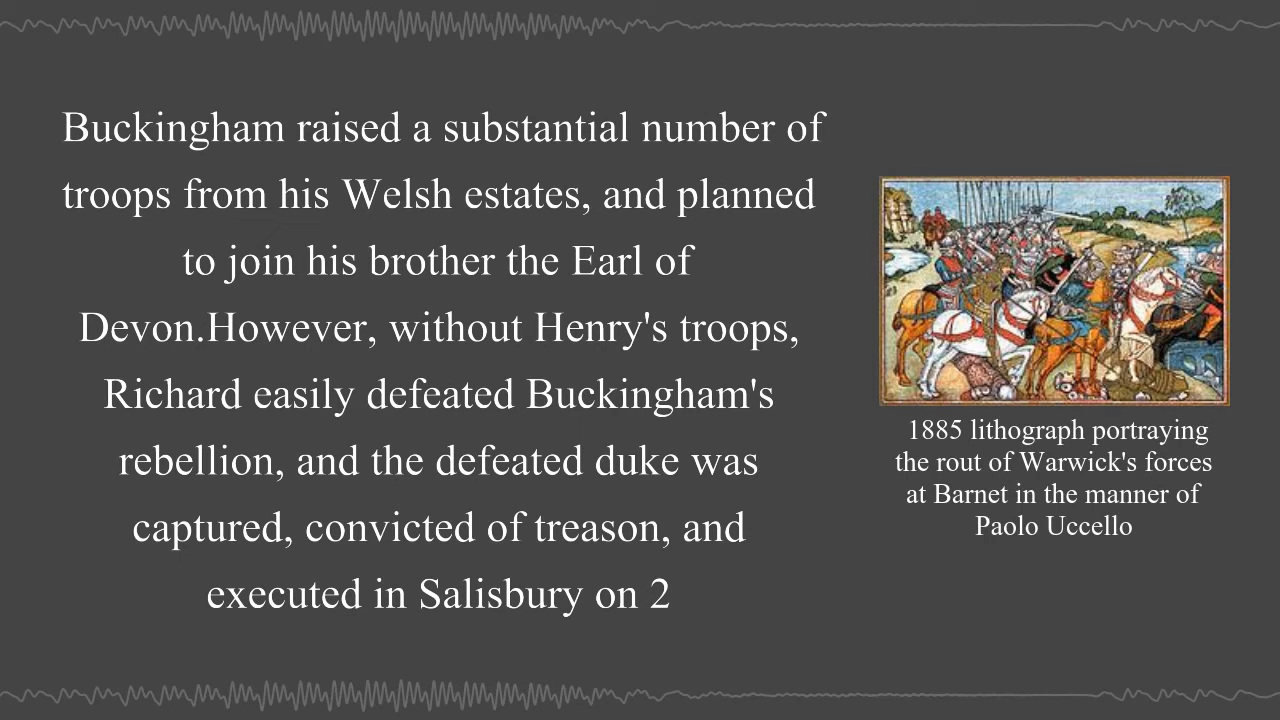 Buckingham raised a substantial number of
troops from his Welsh estates, and planned
to join his brother the Earl of
Devon.However, without Henry's troops,
Richard easily defeated Buckingham's
rebellion, and the defeated duke was
captured, convicted of treason, and
executed in Salisbury on 2
1885 lithograph portraying
the rout of Warwick's forces
at Barnet in the manner of
Paolo Uccello